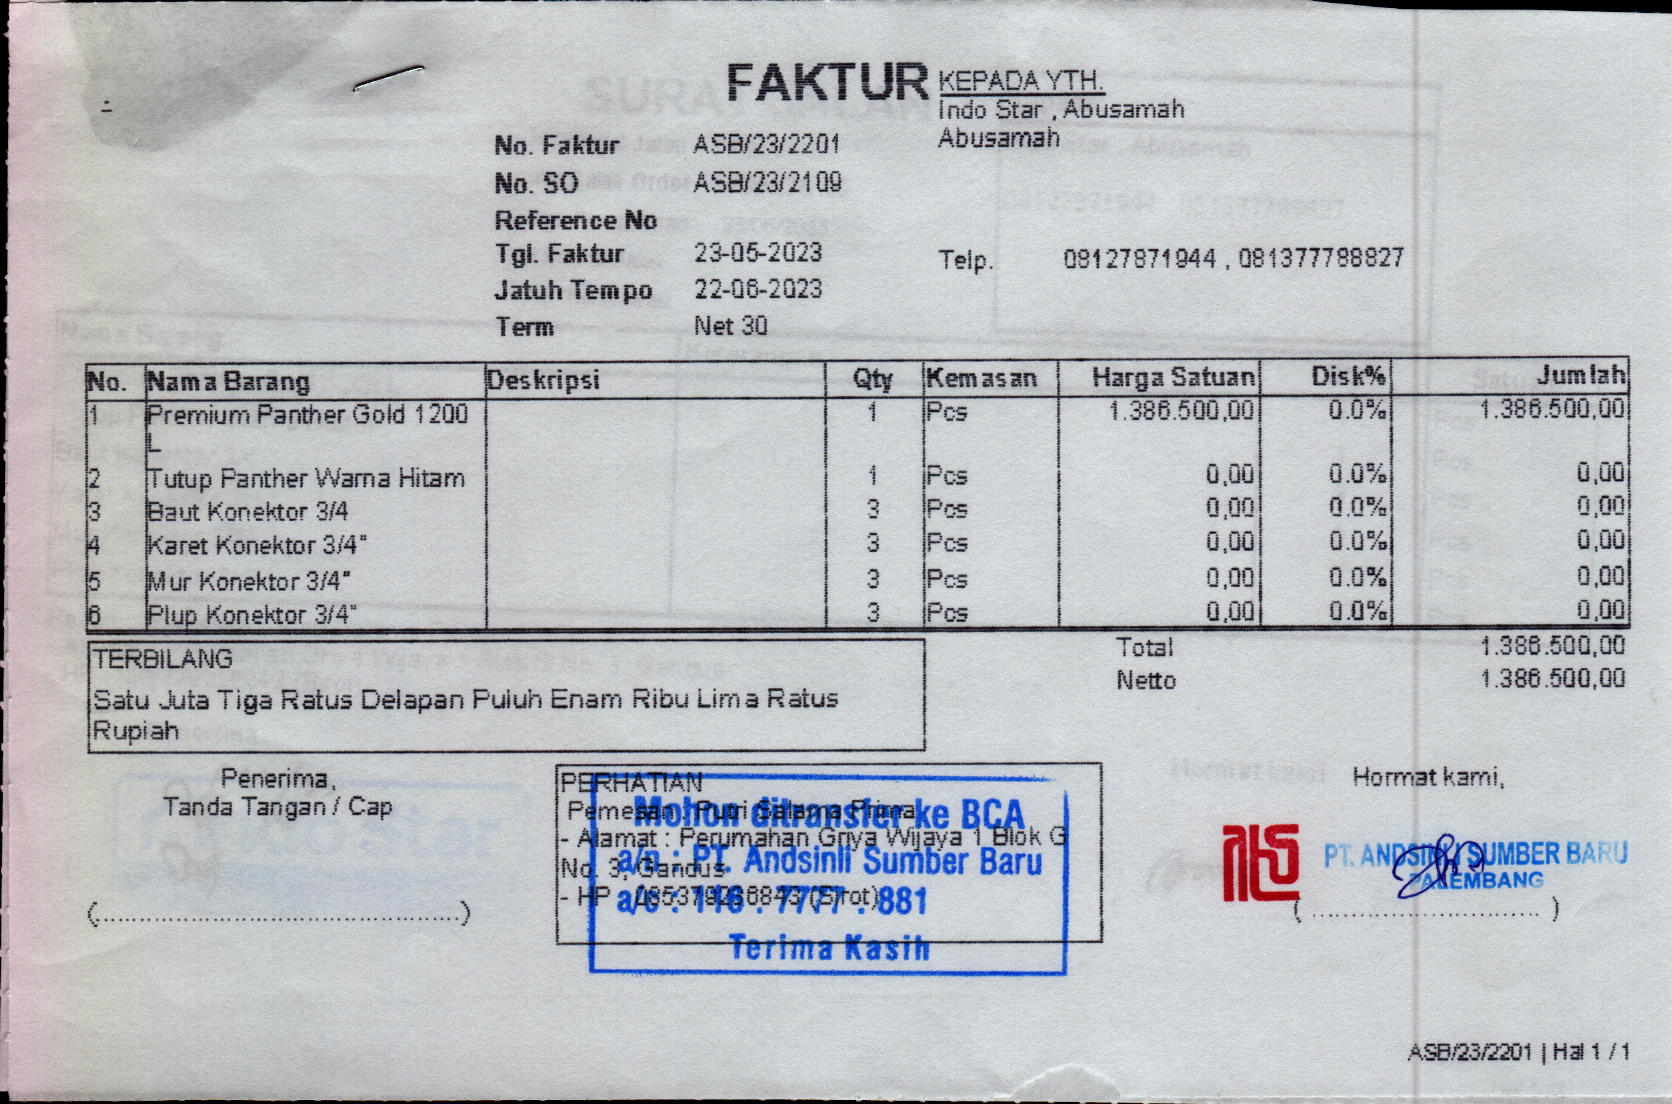 FAKTUR
KEPADA YTH.
Indo Star , Abusamah
Abusamah
No. Faktur ASB/23/2201
No. SO ASB/23/2109
Reference No
Tgl. Faktur 23-05-2023
Telp. 08127871944 , 081377788827
Jatuh Tempo 22-06-2023
Term Net 30
No. Nama Barang Deskripsi Qty Kemasan Harga Satuan Disk% Jumlah
1 Premium Panther Gold 1200 1 Pcs 1.386.500,00 0.0% 1.386.500,00
L
2 Tutup Panther Warna Hitam 1 Pcs 0,00 0.0% 0,00
3 Baut Konektor 3/4 3 Pcs 0,00 0.0% 0,00
4 Karet Konektor 3/4" 3 Pcs 0,00 0.0% 0,00
5 Mur Konektor 3/4" 3 Pcs 0,00 0.0% 0,00
6 Plup Konektor 3/4" 3 Pcs 0,00 0.0% 0,00
Total 1.386.500,00
Netto 1.386.500,00
TERBILANG
Satu Juta Tiga Ratus Delapan Puluh Enam Ribu Lima Ratus
Rupiah
Penerima,
Tanda Tangan / Cap
(................................................)
PERHATIAN
Pemesan : Putri Salama Prima
- Alamat : Perumahan Griya Wijaya 1 Blok G
No. 3, Gandus
- HP
Mohon ditransfer ke BCA
a/n : PT. Andsinli Sumber Baru
a/c : 116 . 7777 . 881
Terima Kasih
Hormat kami,
PT. ANDSINLI SUMBER BARU
PALEMBANG
( .............................. )
ASB/23/2201 | Hal 1 / 1